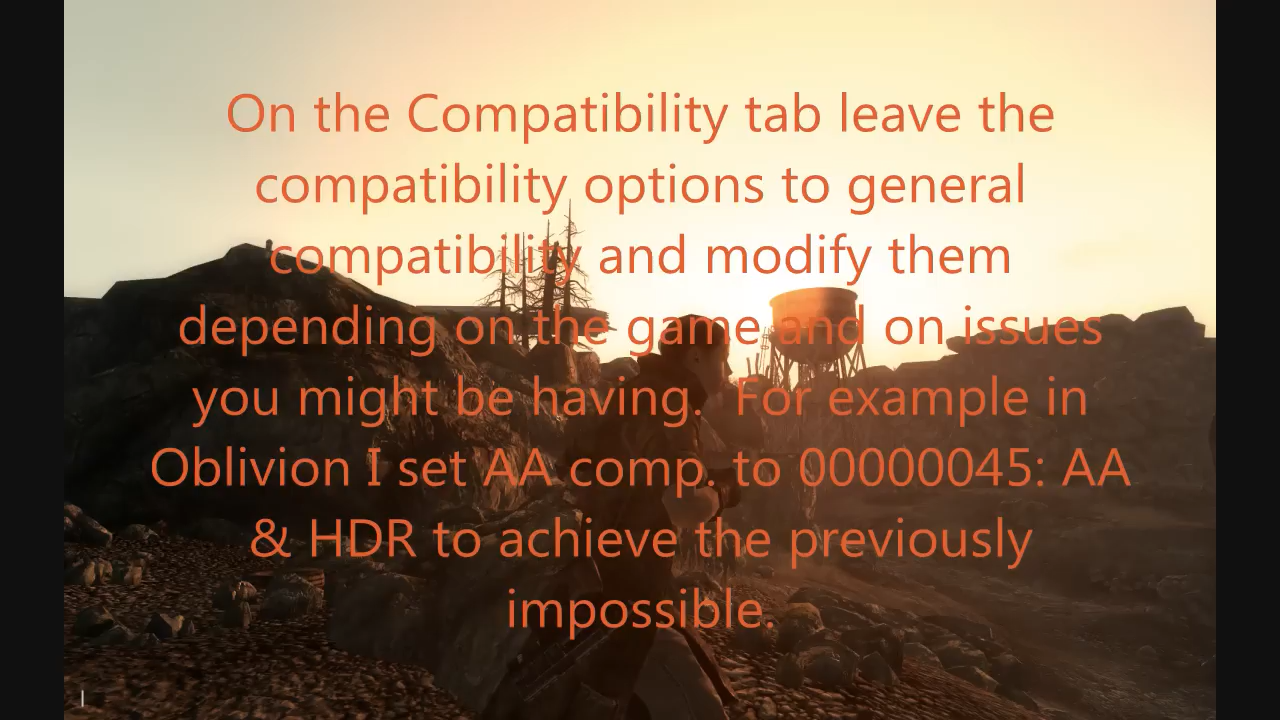 On the Compatibility tab leave the
compatibility options to general
compatibility and modify them
depending on the game and on issues
you might be having.  For example in
Oblivion I set AA comp. to 00000045: AA
& HDR to achieve the previously
impossible.